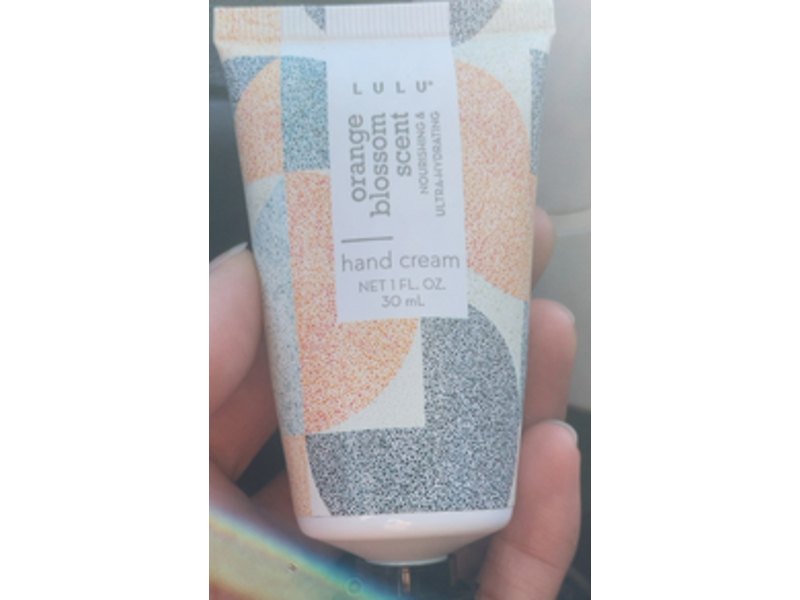 LULU
orange
blossom
scent
NOURISHING &
ULTRA-HYDRATING
hand cream
NET 1 FL. OZ.
30 mL